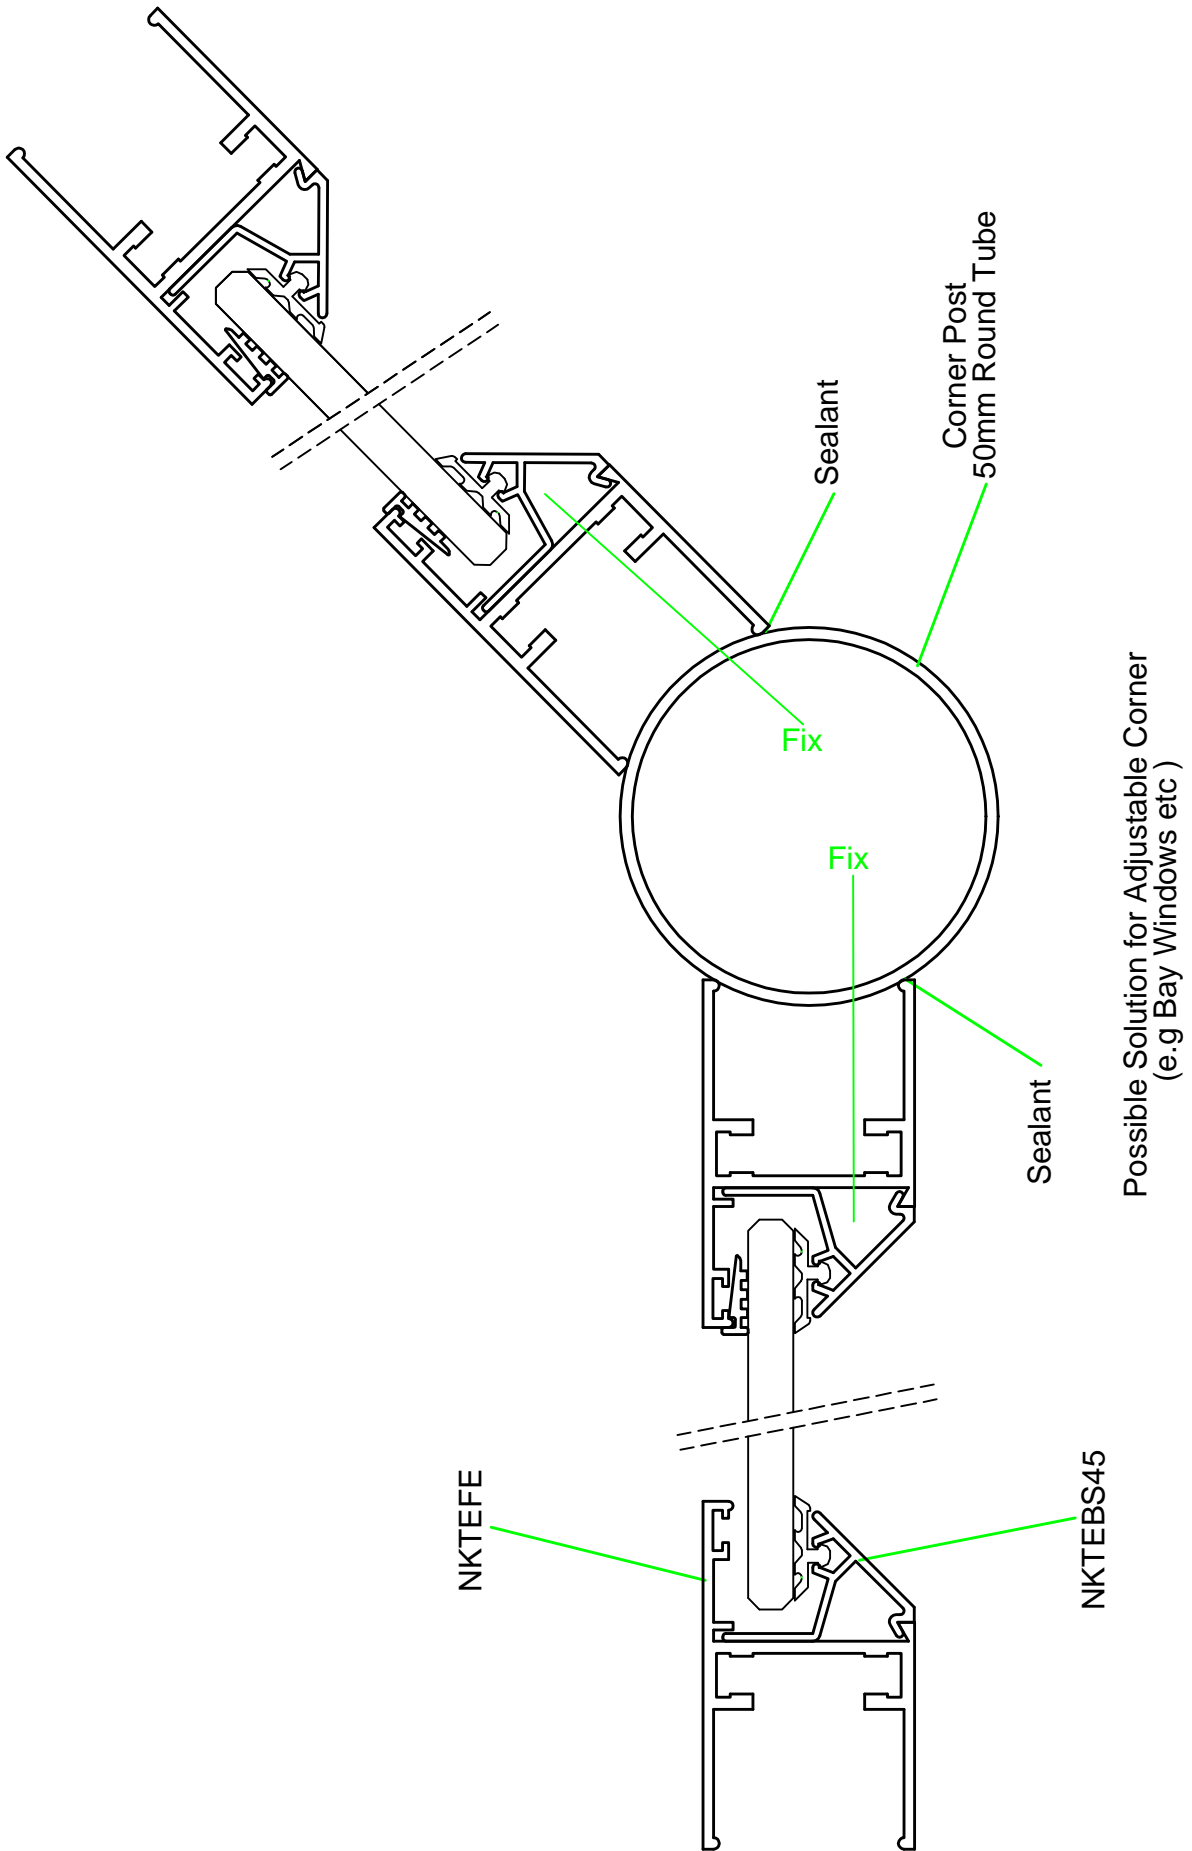 NKTEFE
NKTEBS45
Fix
Fix
Sealant
Sealant
Corner Post
50mm Round Tube
Possible Solution for Adjustable Corner
(e.g Bay Windows etc )